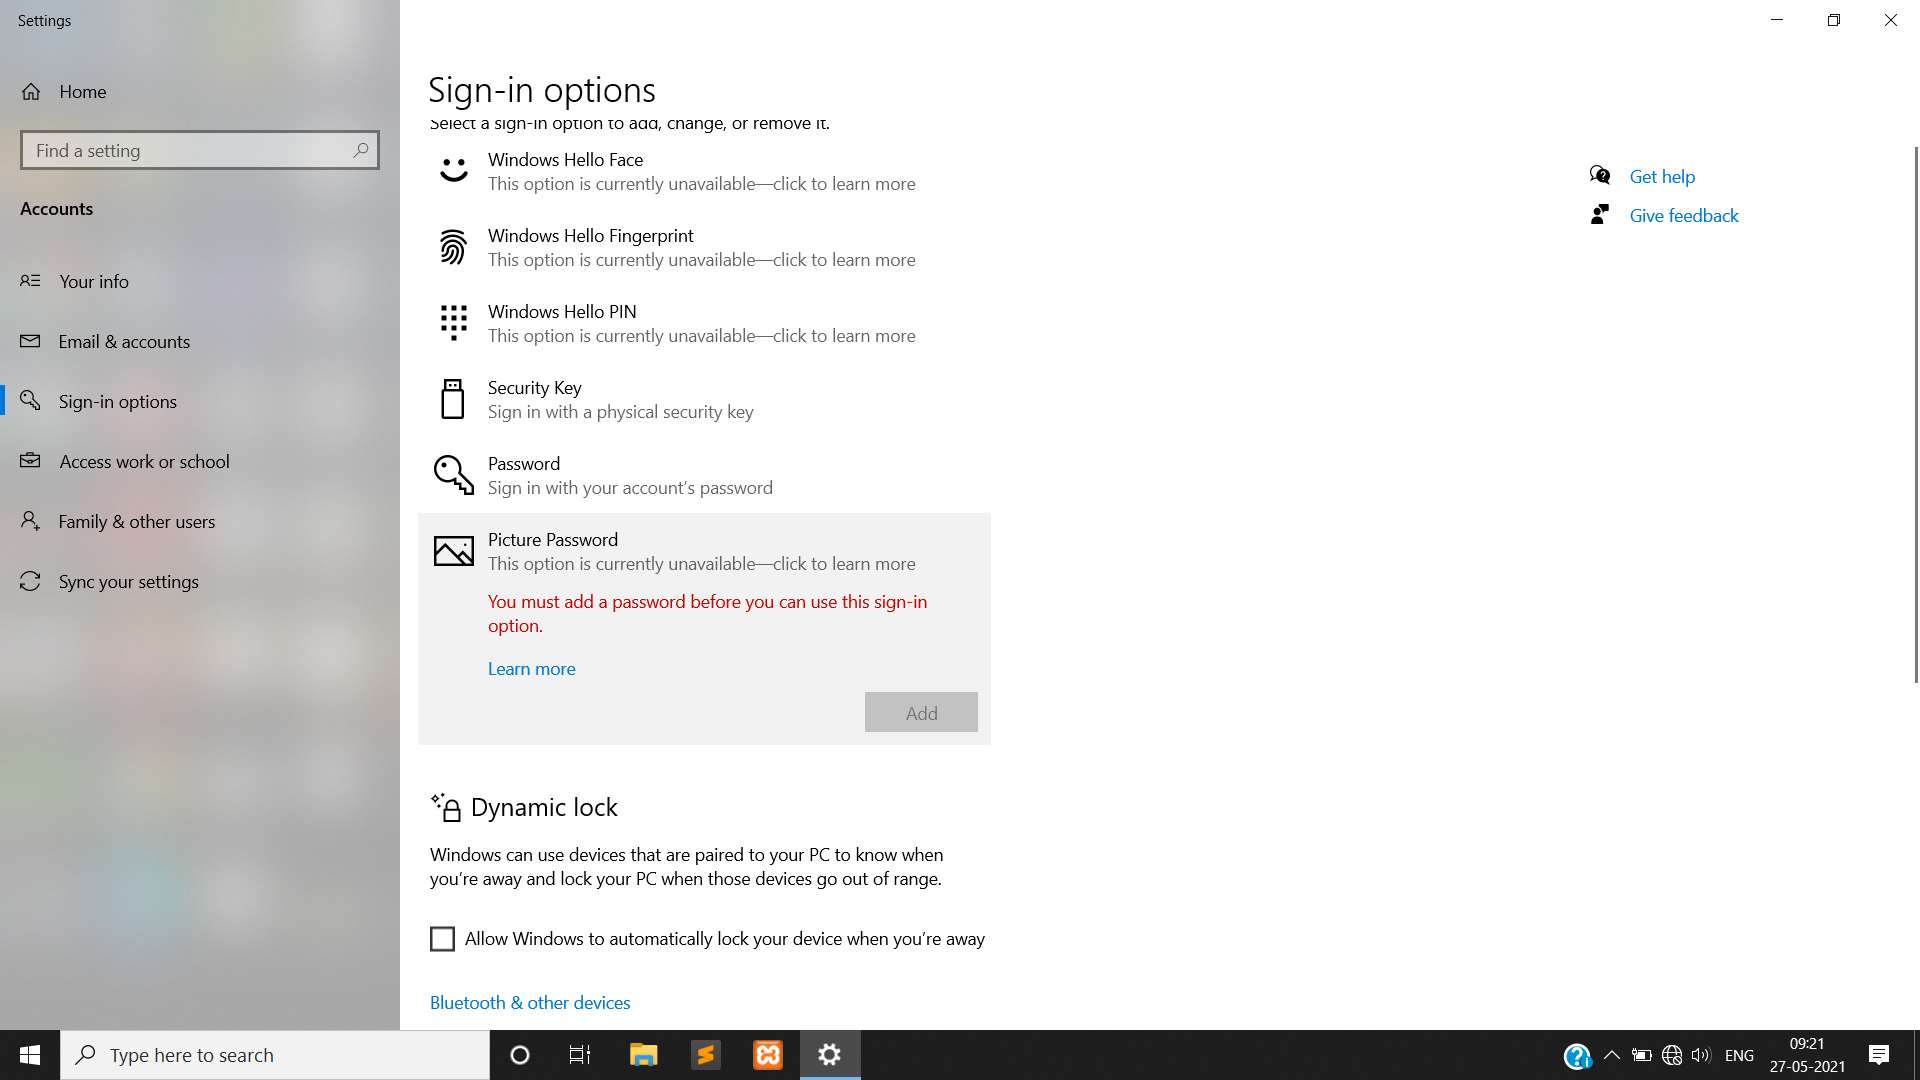 Settings
Home
Find a setting
Accounts
Your info
Email & accounts
Sign-in options
Access work or school
Family & other users
Sync your settings
Sign-in options
Select a sign-in option to add, change, or remove it.
Windows Hello Face
This option is currently unavailable—click to learn more
Windows Hello Fingerprint
This option is currently unavailable—click to learn more
Windows Hello PIN
This option is currently unavailable—click to learn more
Security Key
Sign in with a physical security key
Password
Sign in with your account's password
Picture Password
This option is currently unavailable—click to learn more
You must add a password before you can use this sign-in
option.
Learn more
Add
Dynamic lock
Windows can use devices that are paired to your PC to know when
you're away and lock your PC when those devices go out of range.
Allow Windows to automatically lock your device when you're away
Bluetooth & other devices
Get help
Give feedback
Type here to search
ENG
09:21
27-05-2021